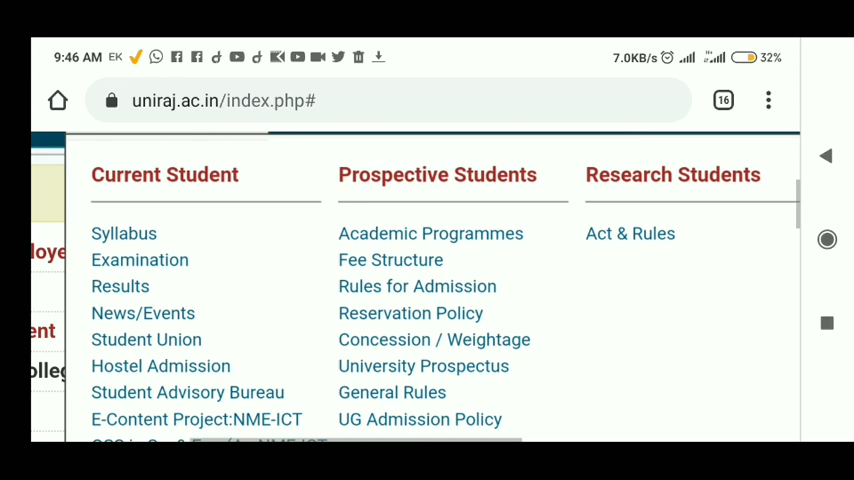 9:46 AM EK 7.0KB/s 32%
uniraj.ac.in/index.php#
16
Current Student
Syllabus
Examination
Results
News/Events
Student Union
Hostel Admission
Student Advisory Bureau
E-Content Project:NME-ICT
Prospective Students
Academic Programmes
Fee Structure
Rules for Admission
Reservation Policy
Concession / Weightage
University Prospectus
General Rules
UG Admission Policy
Research Students
Act & Rules